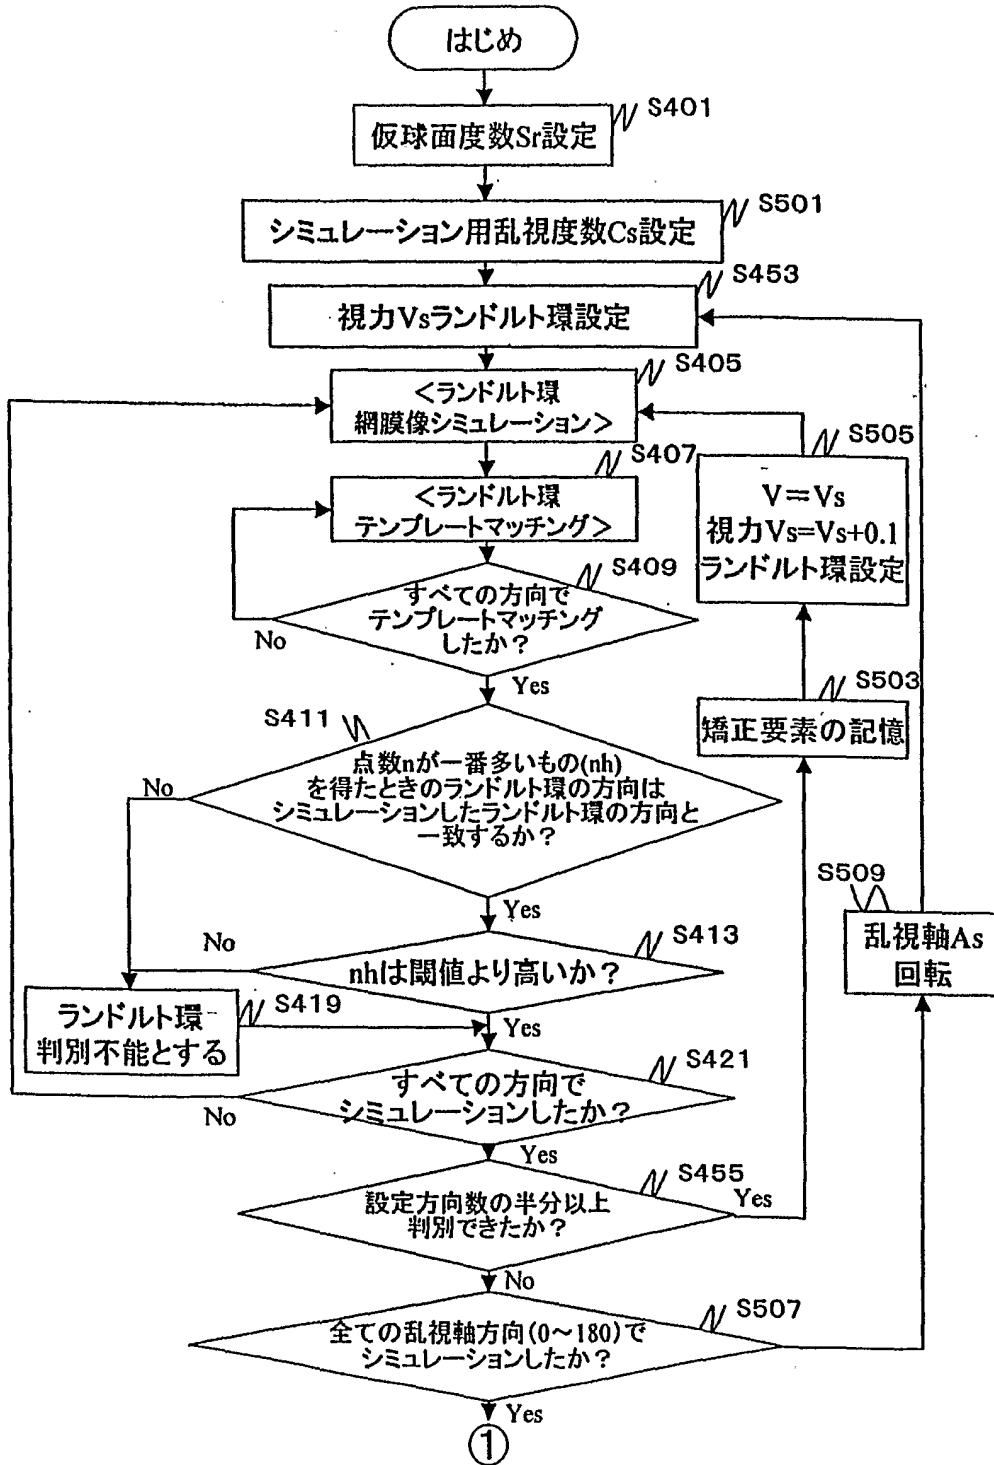 はじめ
S401
仮球面度数Sr設定
S501
シミュレーション用乱視度数Cs設定
S453
視力Vsランドルト環設定
S405
<ランドルト環
網膜像シミュレーション>
S407
<ランドルト環
テンプレートマッチング>
S505
V=Vs
視力Vs=Vs+0.1
ランドルト環設定
S409
すべての方向で
テンプレートマッチング
したか?
No
Yes
S503
矯正要素の記憶
S411
点数nが一番多いもの(nh)
を得たときのランドルト環の方向は
シミュレーションしたランドルト環の方向と
一致するか?
No
Yes
S509
乱視軸As
回転
S413
nhは閾値より高いか?
No
Yes
S419
ランドルト環
判別不能とする
S421
すべての方向で
シミュレーションしたか?
No
Yes
S455
設定方向数の半分以上
判別できたか?
Yes
No
S507
全ての乱視軸方向(0~180)で
シミュレーションしたか?
Yes
①